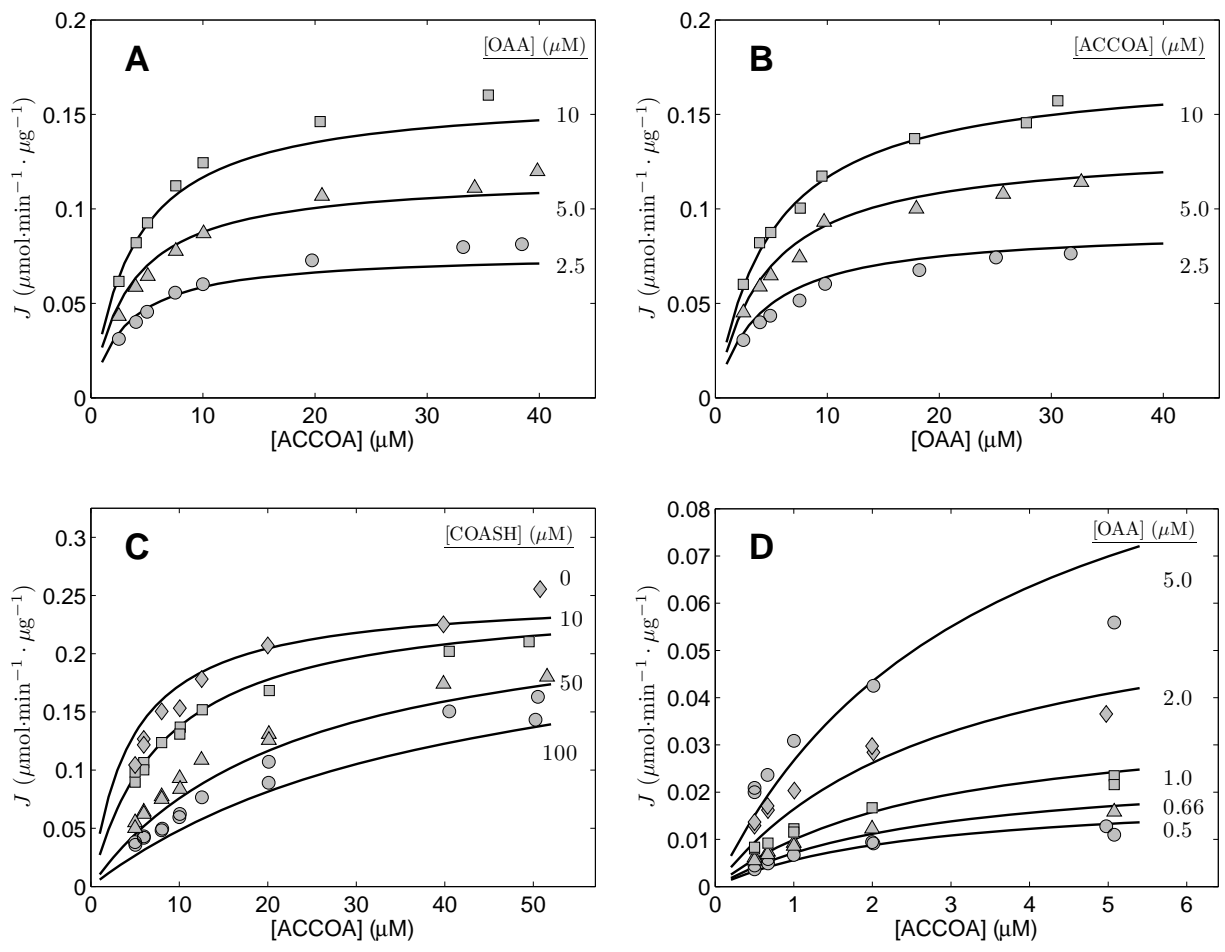 A
[OAA] (µM)
0.2
0.15
0.1
0.05
0
10
5.0
2.5
J (µmol·min⁻¹ · µg⁻¹)
0 10 20 30 40
[ACCOA] (µM)
B
[ACCOA] (µM)
0.2
0.15
0.1
0.05
0
10
5.0
2.5
J (µmol·min⁻¹ · µg⁻¹)
0 10 20 30 40
[OAA] (µM)
C
[COASH] (µM)
0.3
0.25
0.2
0.15
0.1
0.05
0
0
10
50
100
J (µmol·min⁻¹ · µg⁻¹)
0 10 20 30 40 50
[ACCOA] (µM)
D
[OAA] (µM)
0.08
0.07
0.06
0.05
0.04
0.03
0.02
0.01
0
5.0
2.0
1.0
0.66
0.5
J (µmol·min⁻¹ · µg⁻¹)
0 1 2 3 4 5 6
[ACCOA] (µM)